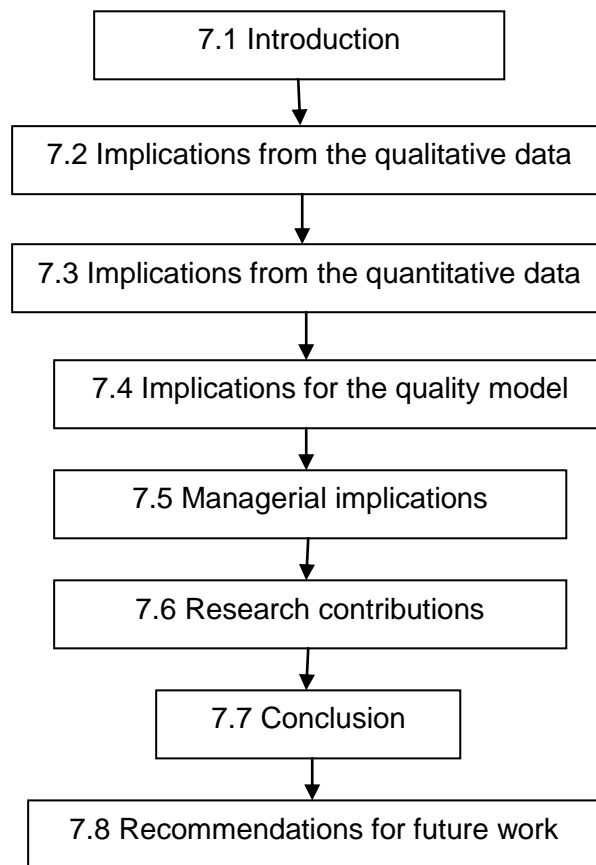 7.1 Introduction
7.2 Implications from the qualitative data
7.3 Implications from the quantitative data
7.4 Implications for the quality model
7.5 Managerial implications
7.6 Research contributions
7.7 Conclusion
7.8 Recommendations for future work